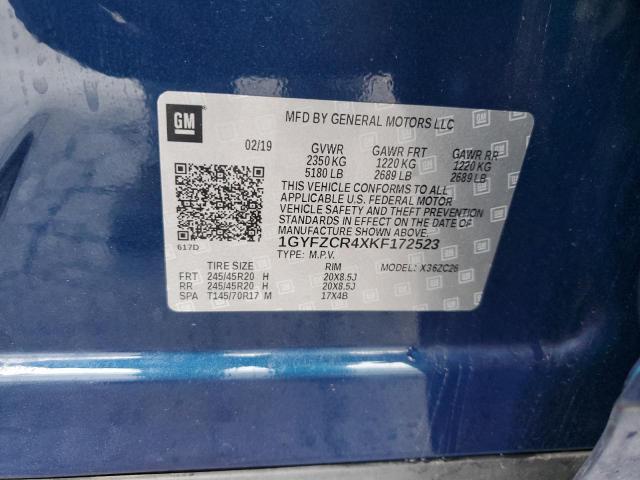 GM
MFD BY GENERAL MOTORS LLC
02/19 GVWR GAWR FRT GAWR RR
2350 KG 1220 KG 1220 KG
5180 LB 2689 LB 2689 LB
THIS VEHICLE CONFORMS TO ALL
APPLICABLE U.S. FEDERAL MOTOR
VEHICLE SAFETY AND THEFT PREVENTION
STANDARDS IN EFFECT ON THE DATE OF
MANUFACTURE SHOWN ABOVE.
617D
1GYFZCR4XKF172523
TYPE: M.P.V.
TIRE SIZE RIM MODEL: X36ZC26
FRT 245/45R20 H 20X8.5J
RR 245/45R20 H 20X8.5J
SPA T145/70R17 M 17X4B